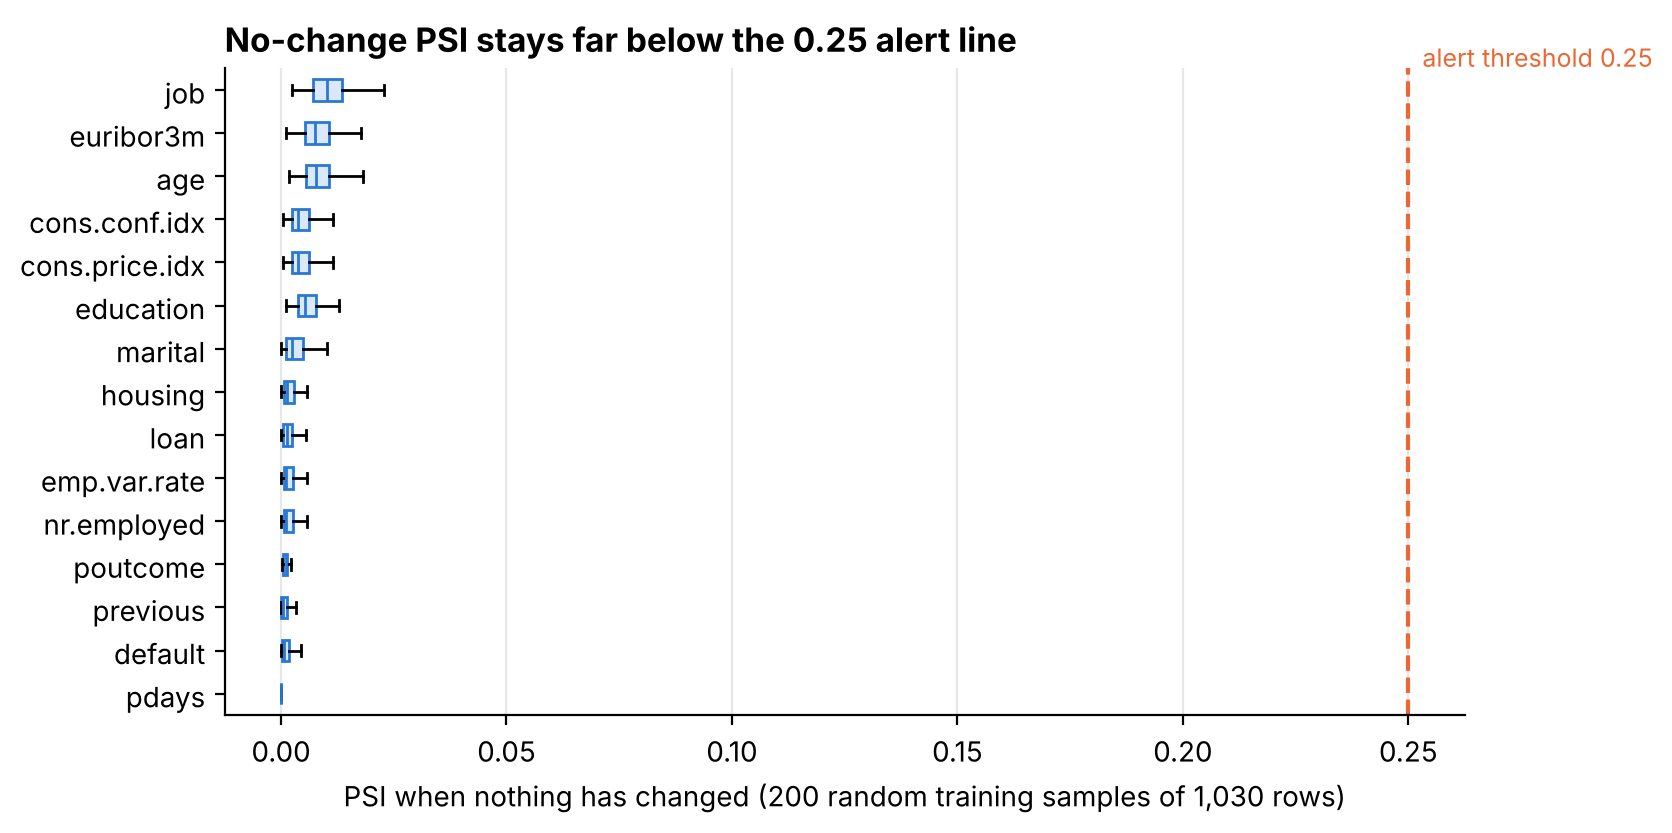 No-change PSI stays far below the 0.25 alert line
alert threshold 0.25
job
euribor3m
age
cons.conf.idx
cons.price.idx
education
marital
housing
loan
emp.var.rate
nr.employed
poutcome
previous
default
pdays
0.00 0.05 0.10 0.15 0.20 0.25
PSI when nothing has changed (200 random training samples of 1,030 rows)